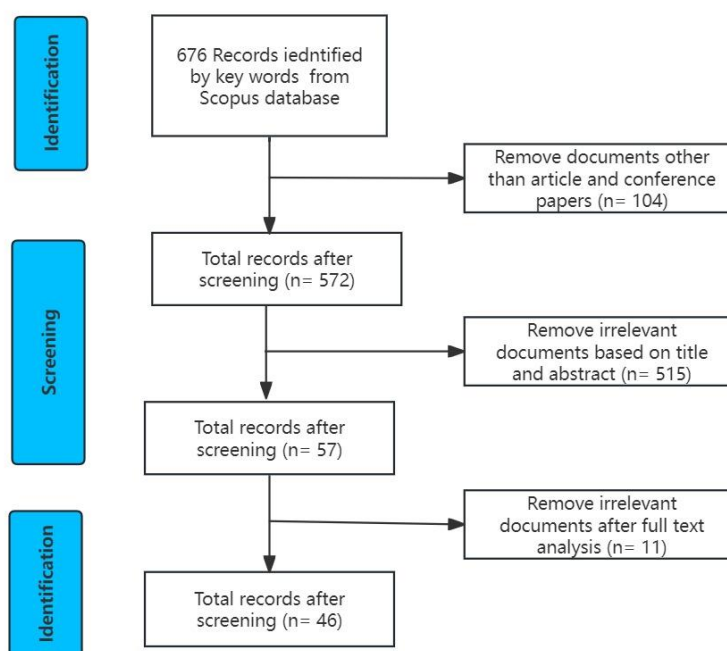 Identification
676 Records iedntified
by key words from
Scopus database
Remove documents other
than article and conference
papers (n= 104)
Screening
Total records after
screening (n= 572)
Remove irrelevant
documents based on title
and abstract (n= 515)
Total records after
screening (n= 57)
Identification
Remove irrelevant
documents after full text
analysis (n= 11)
Total records after
screening (n= 46)